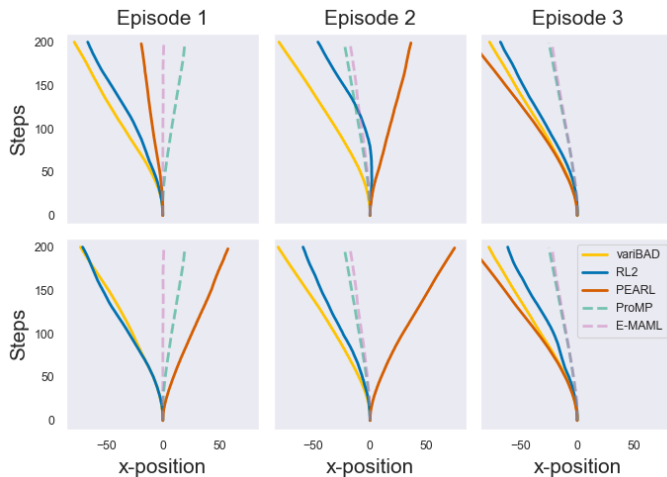 Episode 1 Episode 2 Episode 3
Steps
200
150
100
50
0
Steps
200
150
100
50
0
variBAD
RL2
PEARL
ProMP
E-MAML
−50 0 50 −50 0 50 −50 0 50
x-position x-position x-position